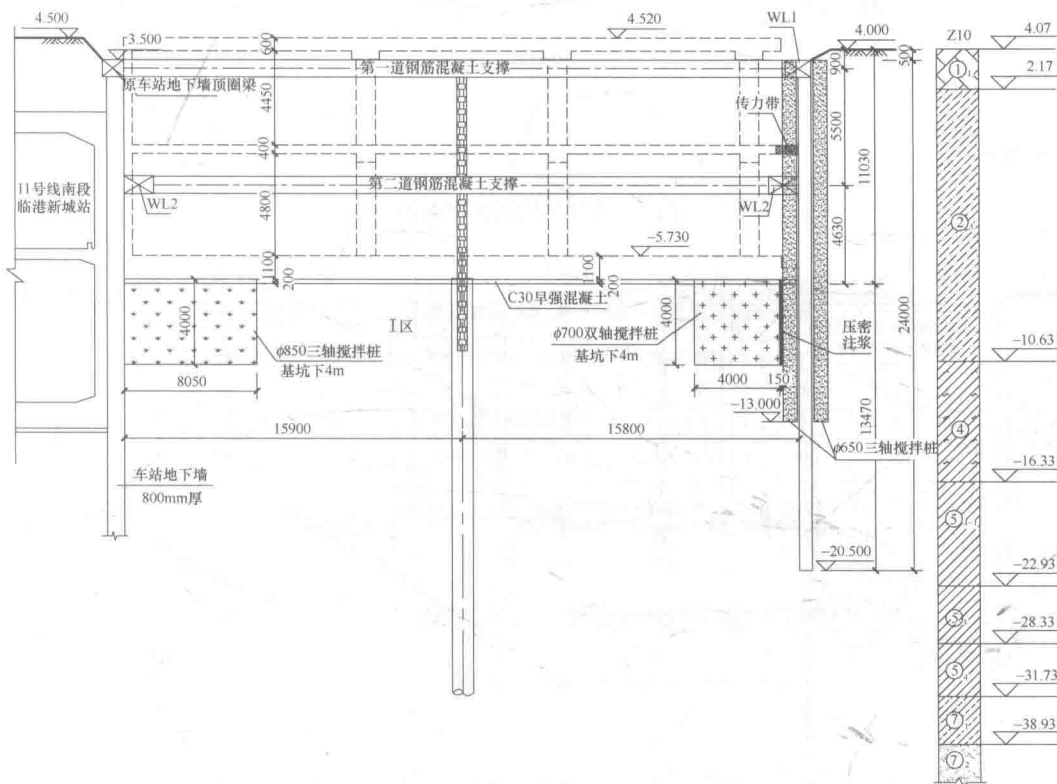 4.500
3.500
4.520
WL1
4.000
Z10
4.07
600
500
900
第一道钢筋混凝土支撑
原车站地下墙顶圈梁
①
2.17
4450
传力带
5500
11030
400
第二道钢筋混凝土支撑
11号线南段
临港新城站
WL2
WL2
4800
4630
②
-5.730
1100
200
1100
200
C30早强混凝土
24000
4000
I区
4000
φ850三轴搅拌桩
基坑下4m
φ700双轴搅拌桩
基坑下4m
压密
注浆
-10.63
8050
4000
150
-13.000
13470
15900
15800
④
φ650三轴搅拌桩
车站地下墙
800mm厚
-16.33
⑤
-20.500
-22.93
⑤
-28.33
⑤
-31.73
⑦
-38.93
⑦